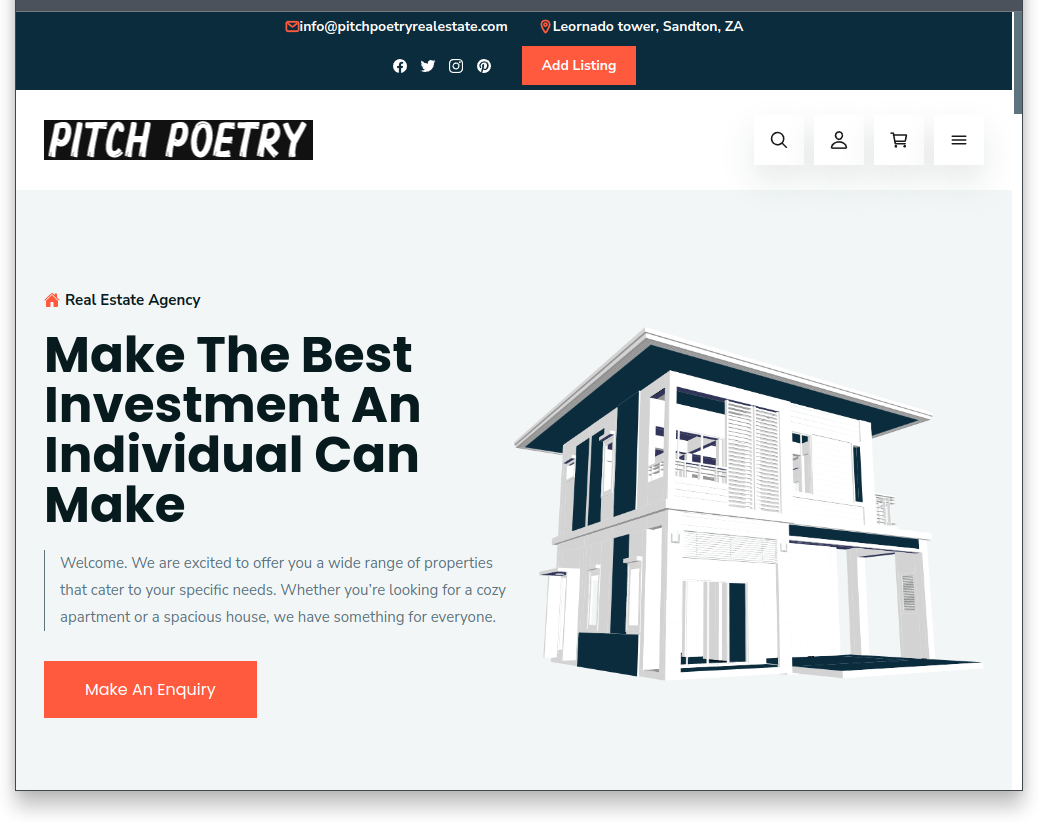 info@pitchpoetryrealestate.com
Leornado tower, Sandton, ZA
Add Listing
PITCH POETRY
Real Estate Agency
Make The Best
Investment An
Individual Can
Make
Welcome. We are excited to offer you a wide range of properties
that cater to your specific needs. Whether you’re looking for a cozy
apartment or a spacious house, we have something for everyone.
Make An Enquiry